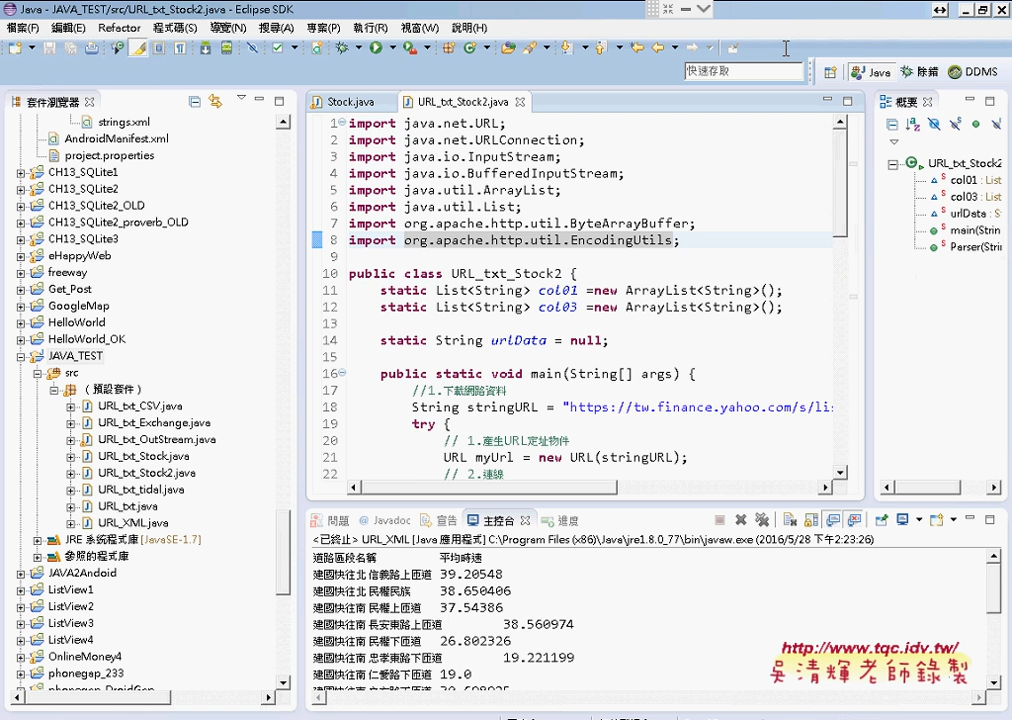 Java - JAVA_TEST/src/URL_txt_Stock2.java - Eclipse SDK
檔案(F) 編輯(E) Refactor 程式碼(S) 導覽(N) 搜尋(A) 專案(P) 執行(R) 視窗(W) 說明(H)
快速存取
Java 除錯 DDMS
套件瀏覽器
strings.xml
AndroidManifest.xml
project.properties
CH13_SQLite1
CH13_SQLite2
CH13_SQLite2_OLD
CH13_SQLite2_proverb_OLD
CH13_SQLite3
eHappyWeb
freeway
Get_Post
GoogleMap
HelloWorld
HelloWorld_OK
JAVA_TEST
src
(預設套件)
URL_txt_CSV.java
URL_txt_Exchange.java
URL_txt_OutStream.java
URL_txt_Stock.java
URL_txt_Stock2.java
URL_txt_tidal.java
URL_txt.java
URL_XML.java
JRE 系統程式庫 [JavaSE-1.7]
參照的程式庫
JAVA2Andoid
ListView1
ListView2
ListView3
ListView4
OnlineMoney4
phonegap_233
Stock.java
URL_txt_Stock2.java
1 import java.net.URL;
2 import java.net.URLConnection;
3 import java.io.InputStream;
4 import java.io.BufferedInputStream;
5 import java.util.ArrayList;
6 import java.util.List;
7 import org.apache.http.util.ByteArrayBuffer;
8 import org.apache.http.util.EncodingUtils;
9
10 public class URL_txt_Stock2 {
11 static List<String> col01 =new ArrayList<String>();
12 static List<String> col03 =new ArrayList<String>();
13
14 static String urlData = null;
15
16 public static void main(String[] args) {
17 //1.下載網路資料
18 String stringURL = "https://tw.finance.yahoo.com/s/li
19 try {
20 // 1.產生URL定址物件
21 URL myUrl = new URL(stringURL);
22 // 2.連線
概要
URL_txt_Stock2
col01 : List
col03 : List
urlData : S
main(Strin
Parser(Strin
問題 Javadoc 宣告 主控台 進度
<已終止> URL_XML [Java 應用程式] C:\Program Files (x86)\Java\jre1.8.0_77\bin\javaw.exe (2016/5/28 下午2:23:26)
道路區段名稱 平均時速
建國快往北 信義路上匝道 39.20548
建國快往北 民權民族 38.650406
建國快往南 民權上匝道 37.54386
建國快往南 長安東路上匝道 38.560974
建國快往南 民權下匝道 26.802326
建國快往南 忠孝東路下匝道 19.221199
建國快往南 仁愛路下匝道 19.0
http://www.tqc.idv.tw/
吳清輝老師錄製